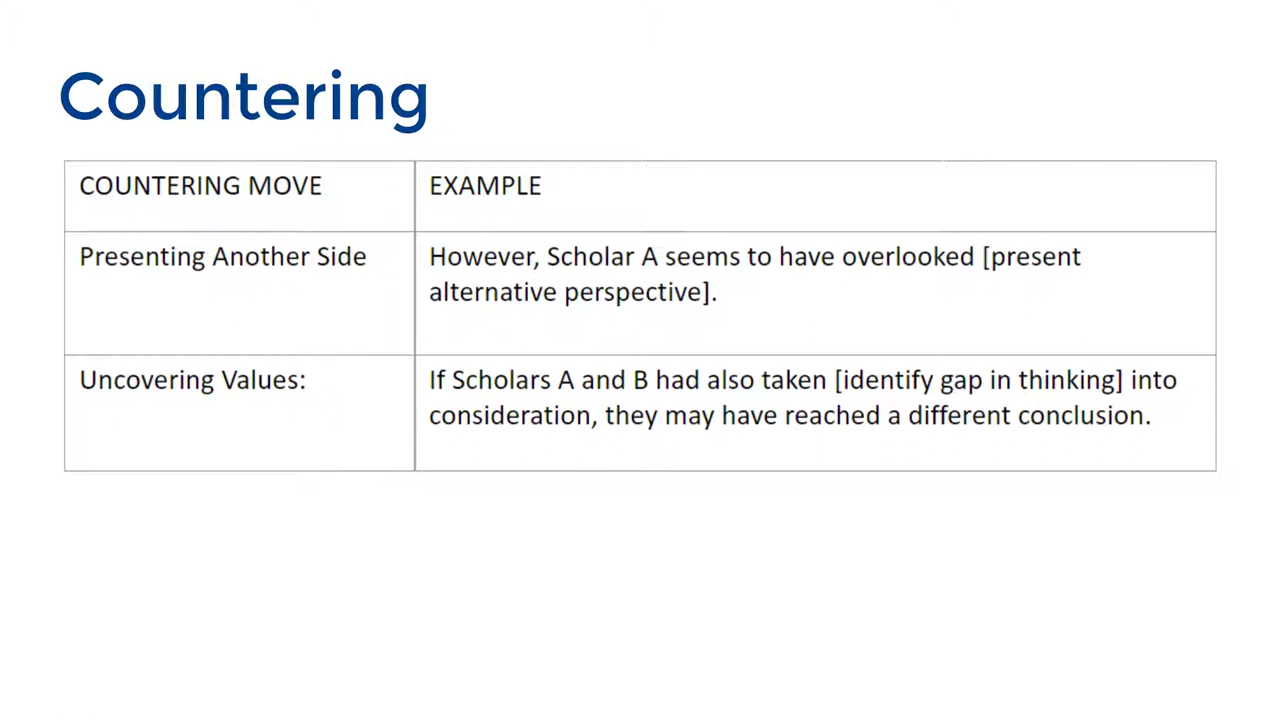 Countering
COUNTERING MOVE
EXAMPLE
Presenting Another Side
However, Scholar A seems to have overlooked [present
alternative perspective].
Uncovering Values:
If Scholars A and B had also taken [identify gap in thinking] into
consideration, they may have reached a different conclusion.